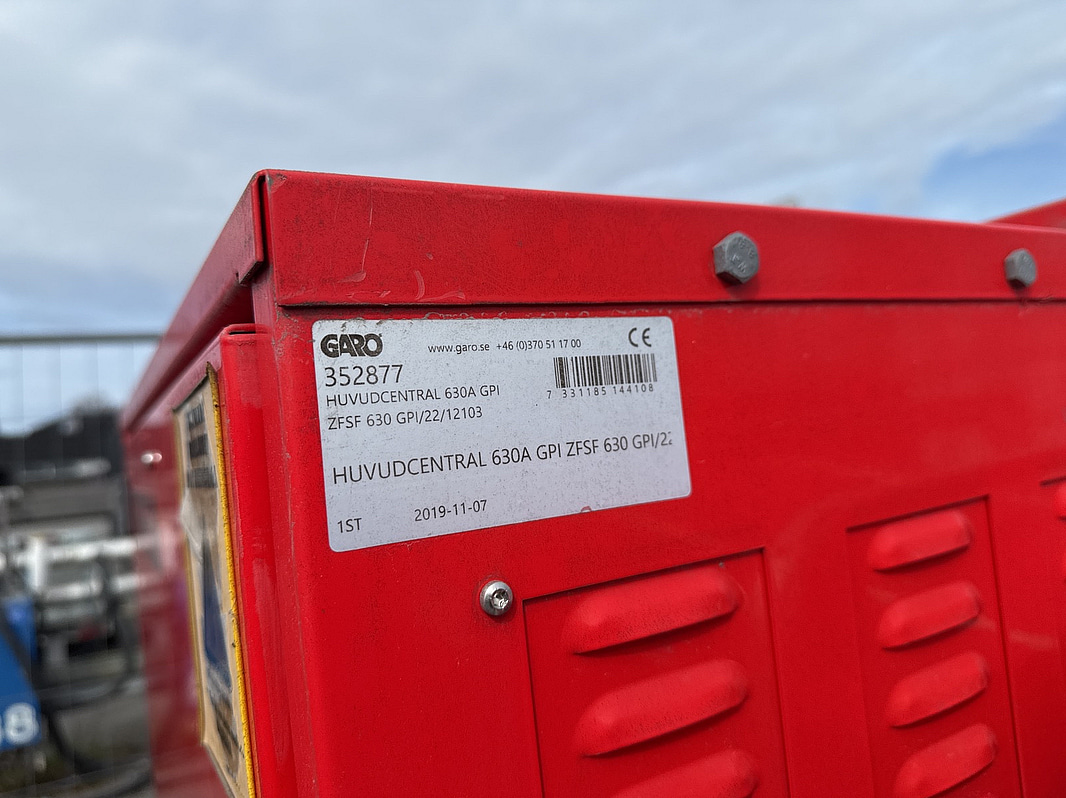 GARO
www.garo.se +46 (0)370 51 17 00
CE
352877
HUVUDCENTRAL 630A GPI
ZFSF 630 GPI/22/12103
7 331185 144108
HUVUDCENTRAL 630A GPI ZFSF 630 GPI/22
1ST 2019-11-07